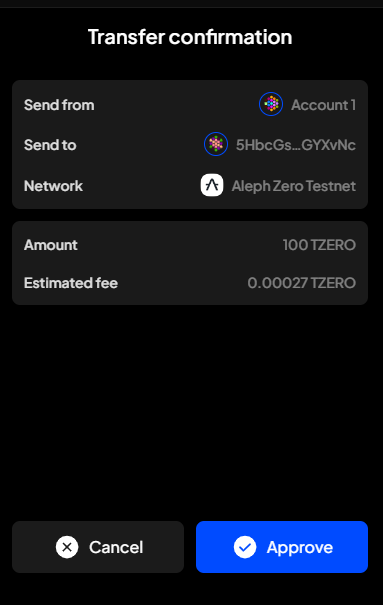 Transfer confirmation
Send from Account 1
Send to 5HbcGs...GYXvNc
Network Aleph Zero Testnet
Amount 100 TZERO
Estimated fee 0.00027 TZERO
Cancel Approve